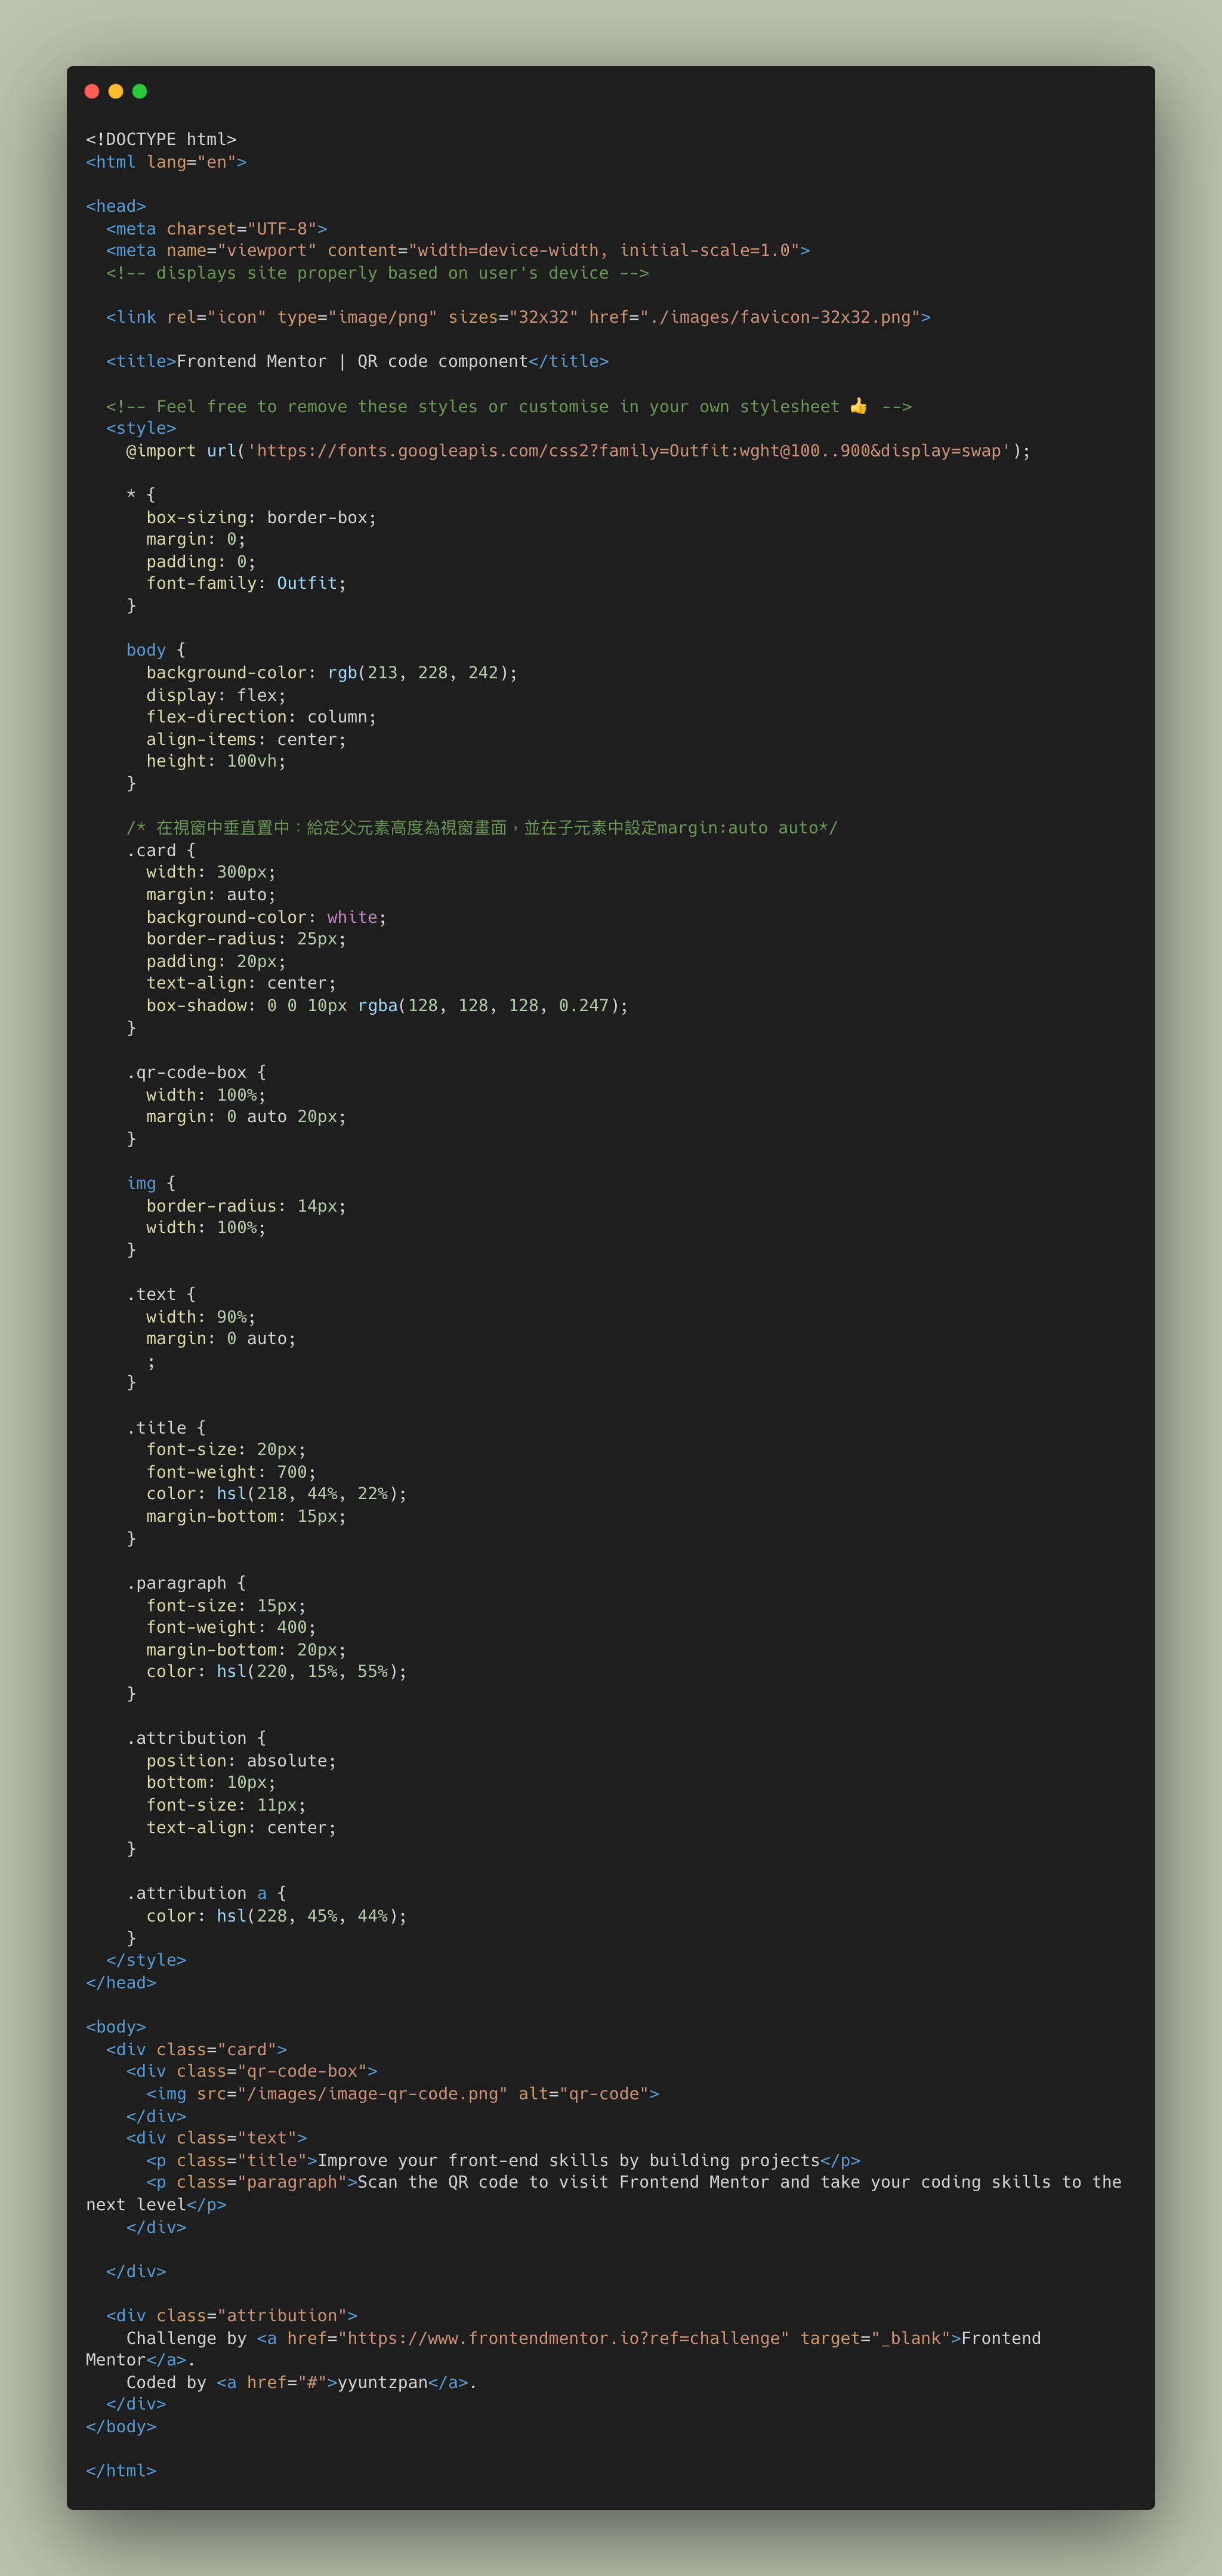 <!DOCTYPE html>
<html lang="en">
<head>
<meta charset="UTF-8">
<meta name="viewport" content="width=device-width, initial-scale=1.0">
<!-- displays site properly based on user's device -->
<link rel="icon" type="image/png" sizes="32x32" href="./images/favicon-32x32.png">
<title>Frontend Mentor | QR code component</title>
<!-- Feel free to remove these styles or customise in your own stylesheet 👍 -->
<style>
@import url('https://fonts.googleapis.com/css2?family=Outfit:wght@100..900&display=swap');
* {
box-sizing: border-box;
margin: 0;
padding: 0;
font-family: Outfit;
}
body {
background-color: rgb(213, 228, 242);
display: flex;
flex-direction: column;
align-items: center;
height: 100vh;
}
/* 在視窗中垂直置中：給定父元素高度為視窗畫面，並在子元素中設定margin:auto auto*/
.card {
width: 300px;
margin: auto;
background-color: white;
border-radius: 25px;
padding: 20px;
text-align: center;
box-shadow: 0 0 10px rgba(128, 128, 128, 0.247);
}
.qr-code-box {
width: 100%;
margin: 0 auto 20px;
}
img {
border-radius: 14px;
width: 100%;
}
.text {
width: 90%;
margin: 0 auto;
;
}
.title {
font-size: 20px;
font-weight: 700;
color: hsl(218, 44%, 22%);
margin-bottom: 15px;
}
.paragraph {
font-size: 15px;
font-weight: 400;
margin-bottom: 20px;
color: hsl(220, 15%, 55%);
}
.attribution {
position: absolute;
bottom: 10px;
font-size: 11px;
text-align: center;
}
.attribution a {
color: hsl(228, 45%, 44%);
}
</style>
</head>
<body>
<div class="card">
<div class="qr-code-box">
<img src="/images/image-qr-code.png" alt="qr-code">
</div>
<div class="text">
<p class="title">Improve your front-end skills by building projects</p>
<p class="paragraph">Scan the QR code to visit Frontend Mentor and take your coding skills to the
next level</p>
</div>
</div>
<div class="attribution">
Challenge by <a href="https://www.frontendmentor.io?ref=challenge" target="_blank">Frontend
Mentor</a>.
Coded by <a href="#">yyuntzpan</a>.
</div>
</body>
</html>